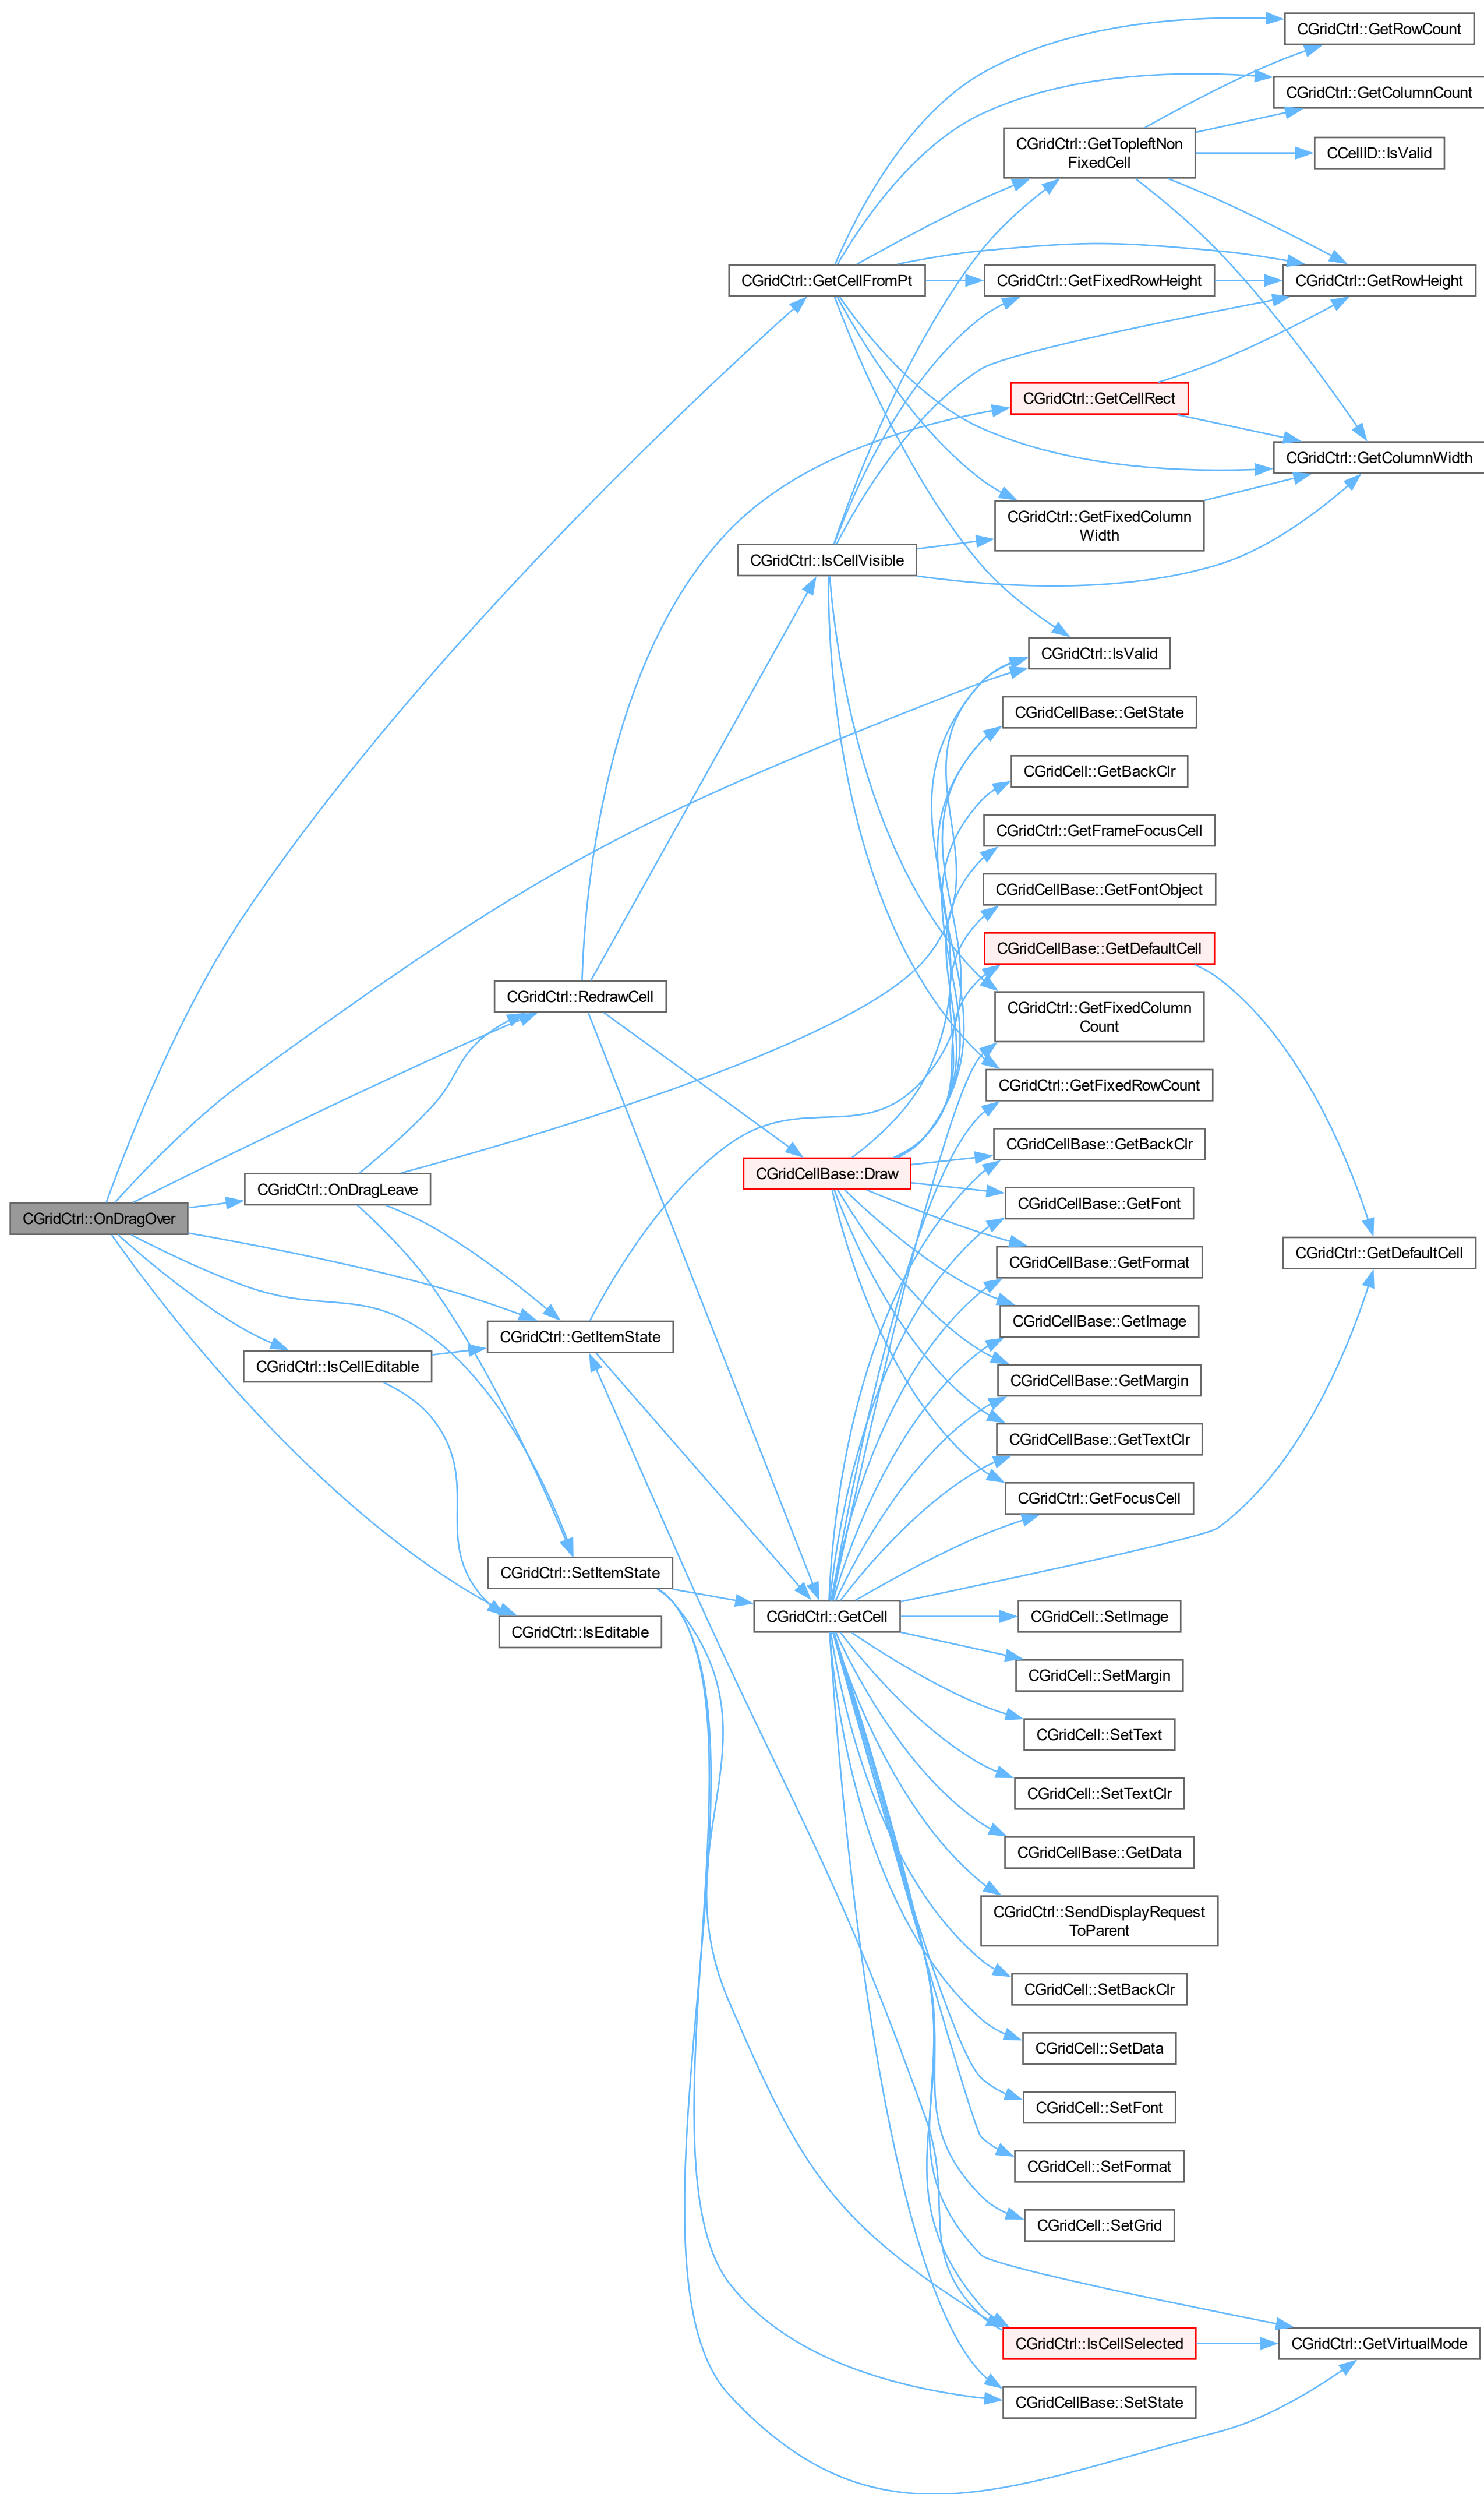 CGridCtrl::GetRowCount
CGridCtrl::GetColumnCount
CGridCtrl::GetTopleftNon
FixedCell
CCellID::IsValid
CGridCtrl::GetCellFromPt
CGridCtrl::GetFixedRowHeight
CGridCtrl::GetRowHeight
CGridCtrl::GetCellRect
CGridCtrl::GetColumnWidth
CGridCtrl::GetFixedColumn
Width
CGridCtrl::IsCellVisible
CGridCtrl::IsValid
CGridCellBase::GetState
CGridCell::GetBackClr
CGridCtrl::GetFrameFocusCell
CGridCellBase::GetFontObject
CGridCellBase::GetDefaultCell
CGridCtrl::RedrawCell
CGridCtrl::GetFixedColumn
Count
CGridCtrl::GetFixedRowCount
CGridCellBase::GetBackClr
CGridCellBase::Draw
CGridCtrl::OnDragLeave
CGridCellBase::GetFont
CGridCtrl::OnDragOver
CGridCtrl::GetDefaultCell
CGridCellBase::GetFormat
CGridCellBase::GetImage
CGridCtrl::GetItemState
CGridCtrl::IsCellEditable
CGridCellBase::GetMargin
CGridCellBase::GetTextClr
CGridCtrl::GetFocusCell
CGridCtrl::SetItemState
CGridCtrl::GetCell
CGridCell::SetImage
CGridCtrl::IsEditable
CGridCell::SetMargin
CGridCell::SetText
CGridCell::SetTextClr
CGridCellBase::GetData
CGridCtrl::SendDisplayRequest
ToParent
CGridCell::SetBackClr
CGridCell::SetData
CGridCell::SetFont
CGridCell::SetFormat
CGridCell::SetGrid
CGridCtrl::IsCellSelected
CGridCtrl::GetVirtualMode
CGridCellBase::SetState